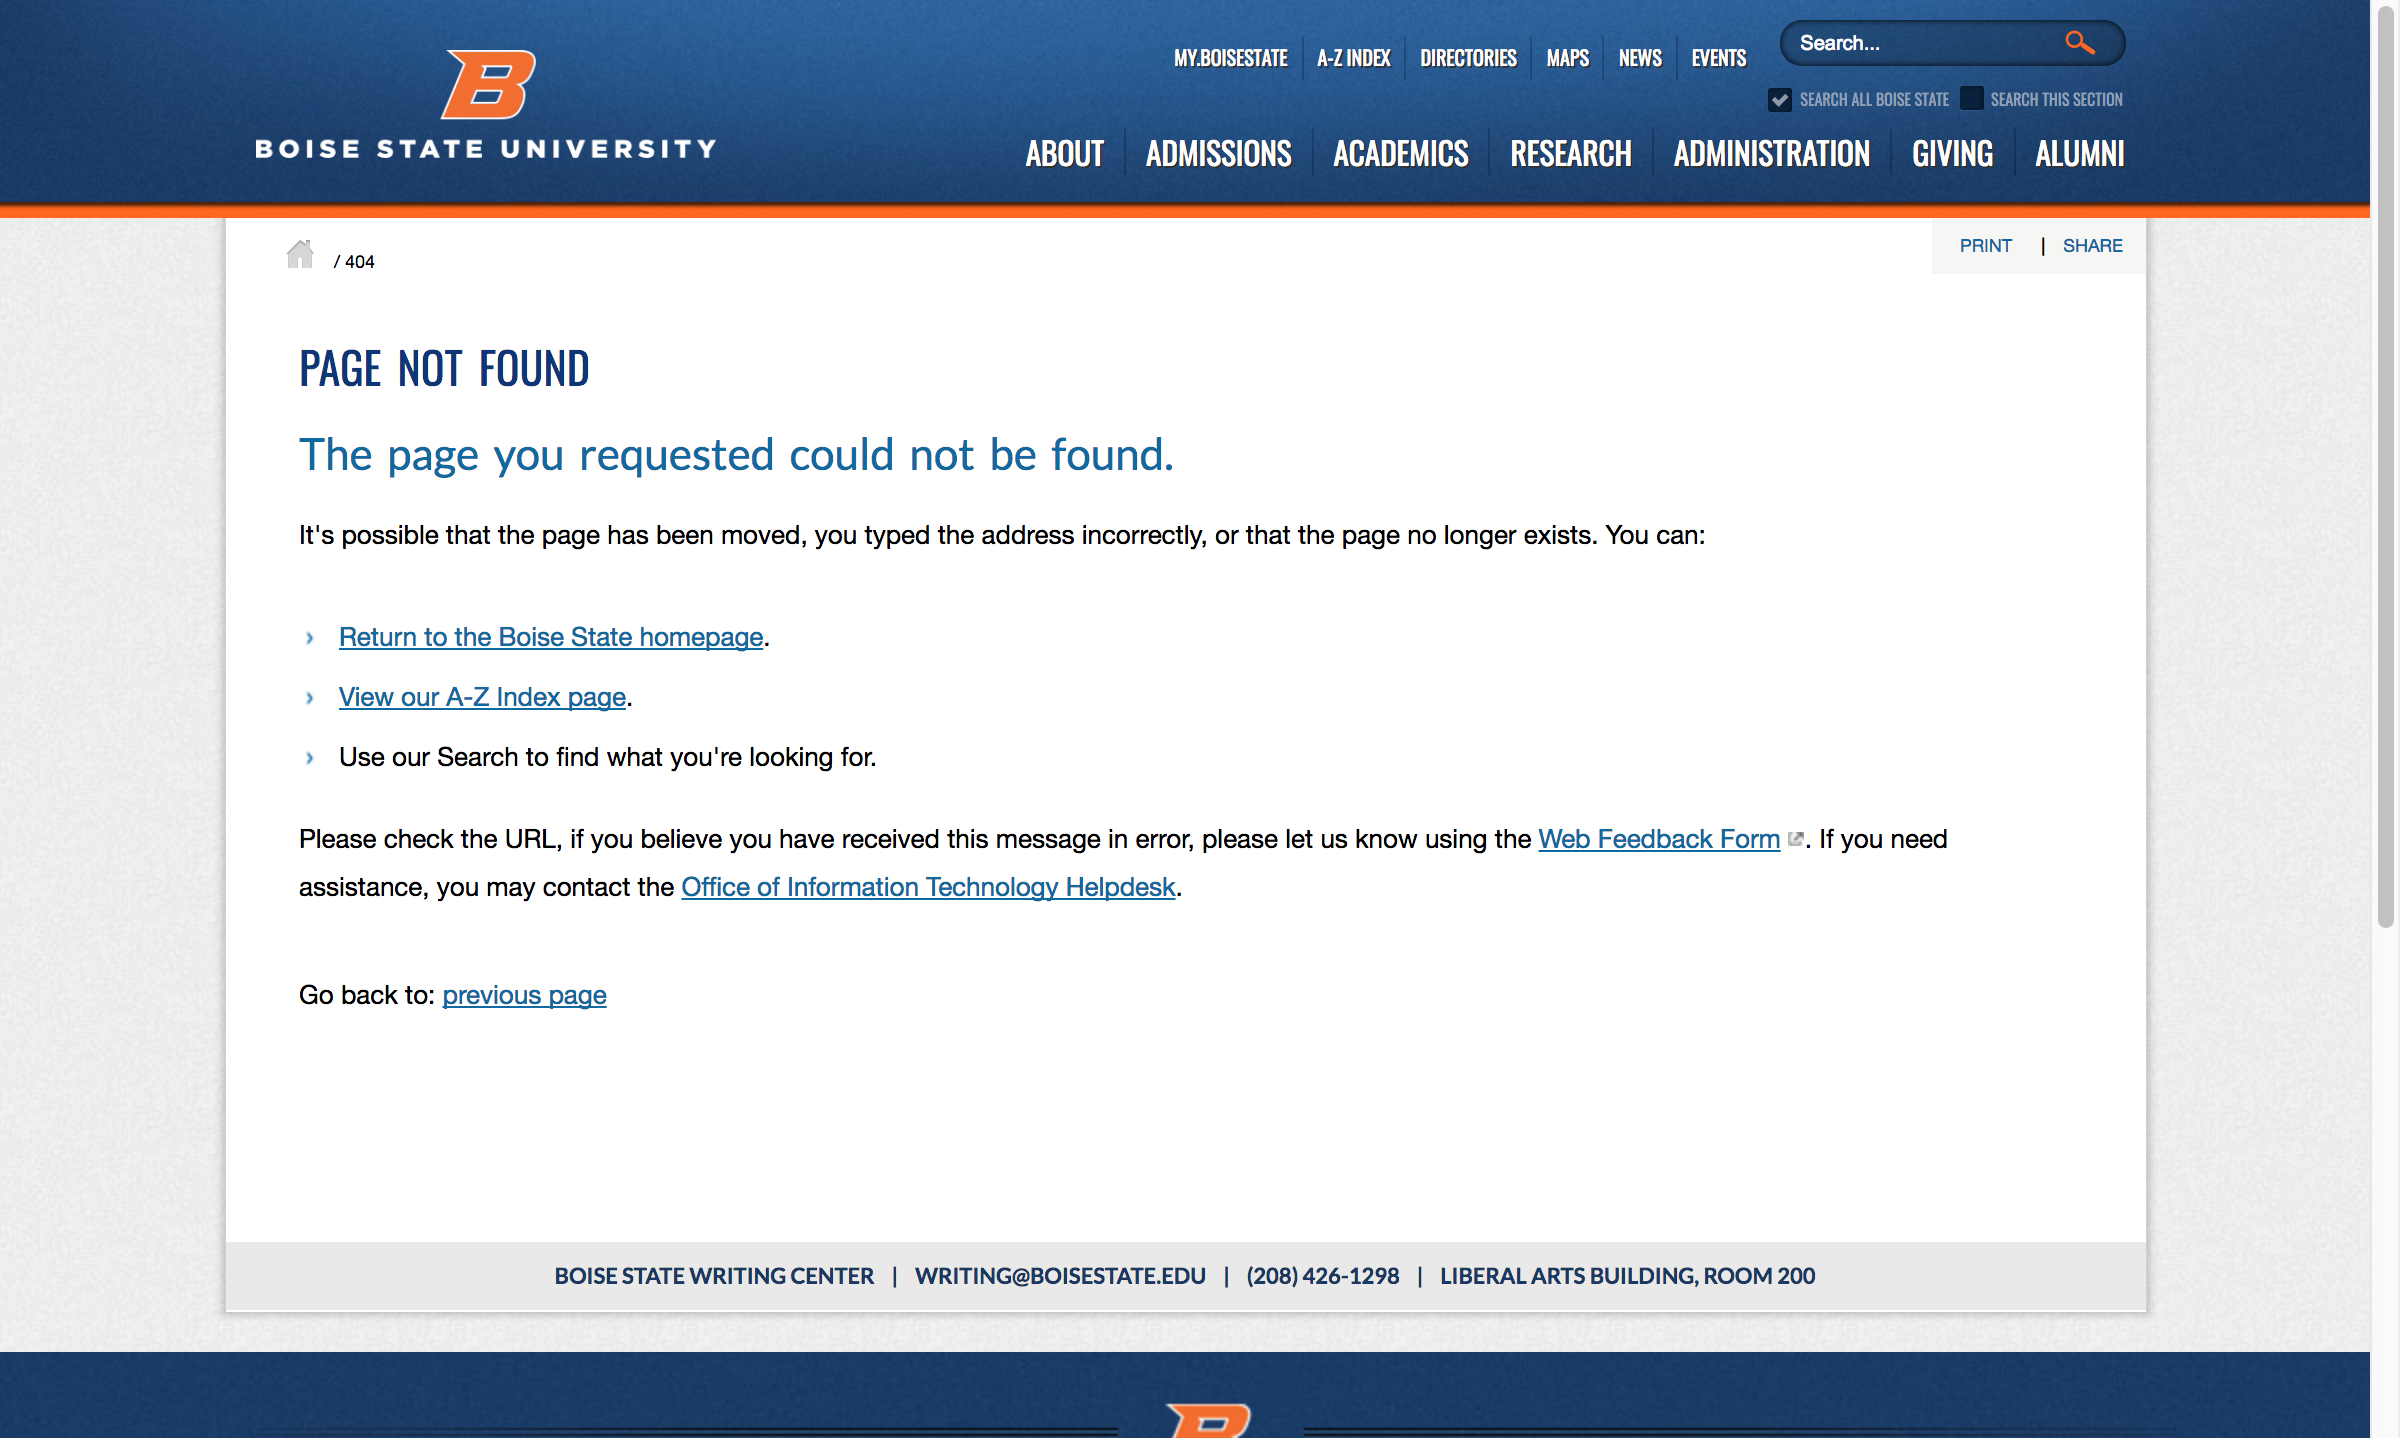 MY.BOISESTATE A-Z INDEX DIRECTORIES MAPS NEWS EVENTS Search...
SEARCH ALL BOISE STATE SEARCH THIS SECTION
B
BOISE STATE UNIVERSITY
ABOUT ADMISSIONS ACADEMICS RESEARCH ADMINISTRATION GIVING ALUMNI
/ 404
PRINT | SHARE
PAGE NOT FOUND
The page you requested could not be found.
It's possible that the page has been moved, you typed the address incorrectly, or that the page no longer exists. You can:
Return to the Boise State homepage.
View our A-Z Index page.
Use our Search to find what you're looking for.
Please check the URL, if you believe you have received this message in error, please let us know using the Web Feedback Form . If you need
assistance, you may contact the Office of Information Technology Helpdesk.
Go back to: previous page
BOISE STATE WRITING CENTER | WRITING@BOISESTATE.EDU | (208) 426-1298 | LIBERAL ARTS BUILDING, ROOM 200
B